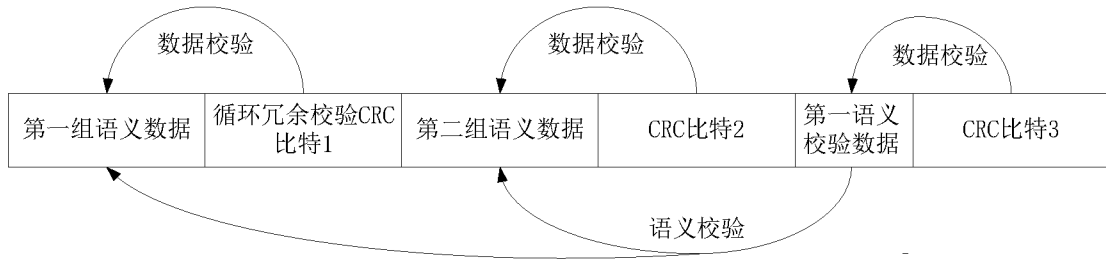 数据校验
数据校验
数据校验
第一组语义数据
循环冗余校验CRC
比特1
第二组语义数据
CRC比特2
第一语义
校验数据
CRC比特3
语义校验